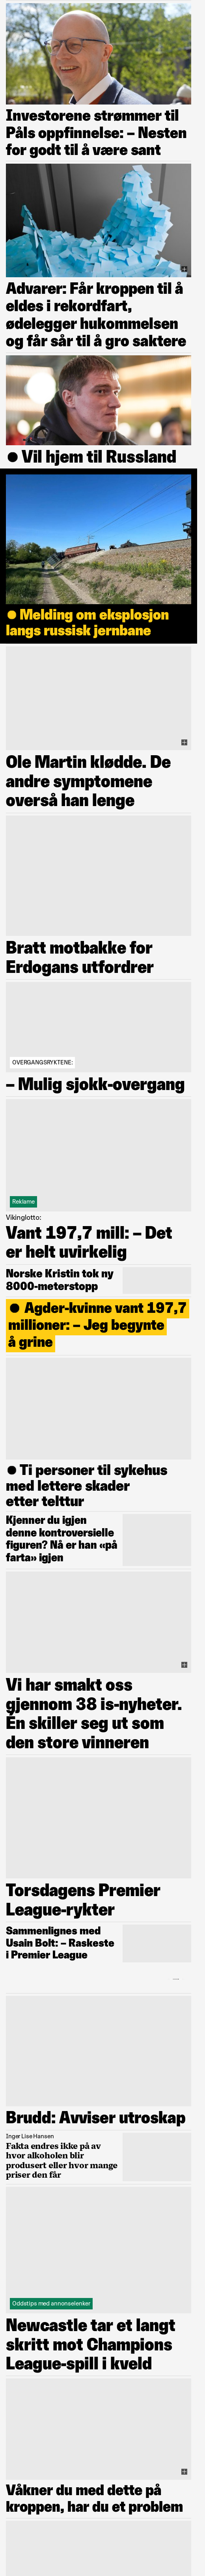 Investorene strømmer til
Påls oppfinnelse: – Nesten
for godt til å være sant
Advarer: Får kroppen til å
eldes i rekordfart,
ødelegger hukommelsen
og får sår til å gro saktere
Vil hjem til Russland
Melding om eksplosjon
langs russisk jernbane
Ole Martin klødde. De
andre symptomene
overså han lenge
Bratt motbakke for
Erdogans utfordrer
OVERGANGSRYKTENE:
– Mulig sjokk-overgang
Reklame
Vikinglotto:
Vant 197,7 mill: – Det
er helt uvirkelig
Norske Kristin tok ny
8000-meterstopp
Agder-kvinne vant 197,7
millioner: – Jeg begynte
å grine
Ti personer til sykehus
med lettere skader
etter telttur
Kjenner du igjen
denne kontroversielle
figuren? Nå er han «på
farta» igjen
Vi har smakt oss
gjennom 38 is-nyheter.
Én skiller seg ut som
den store vinneren
Torsdagens Premier
League-rykter
Sammenlignes med
Usain Bolt: – Raskeste
i Premier League
Brudd: Avviser utroskap
Inger Lise Hansen
Fakta endres ikke på av
hvor alkoholen blir
produsert eller hvor mange
priser den får
Oddstips med annonselenker
Newcastle tar et langt
skritt mot Champions
League-spill i kveld
Våkner du med dette på
kroppen, har du et problem